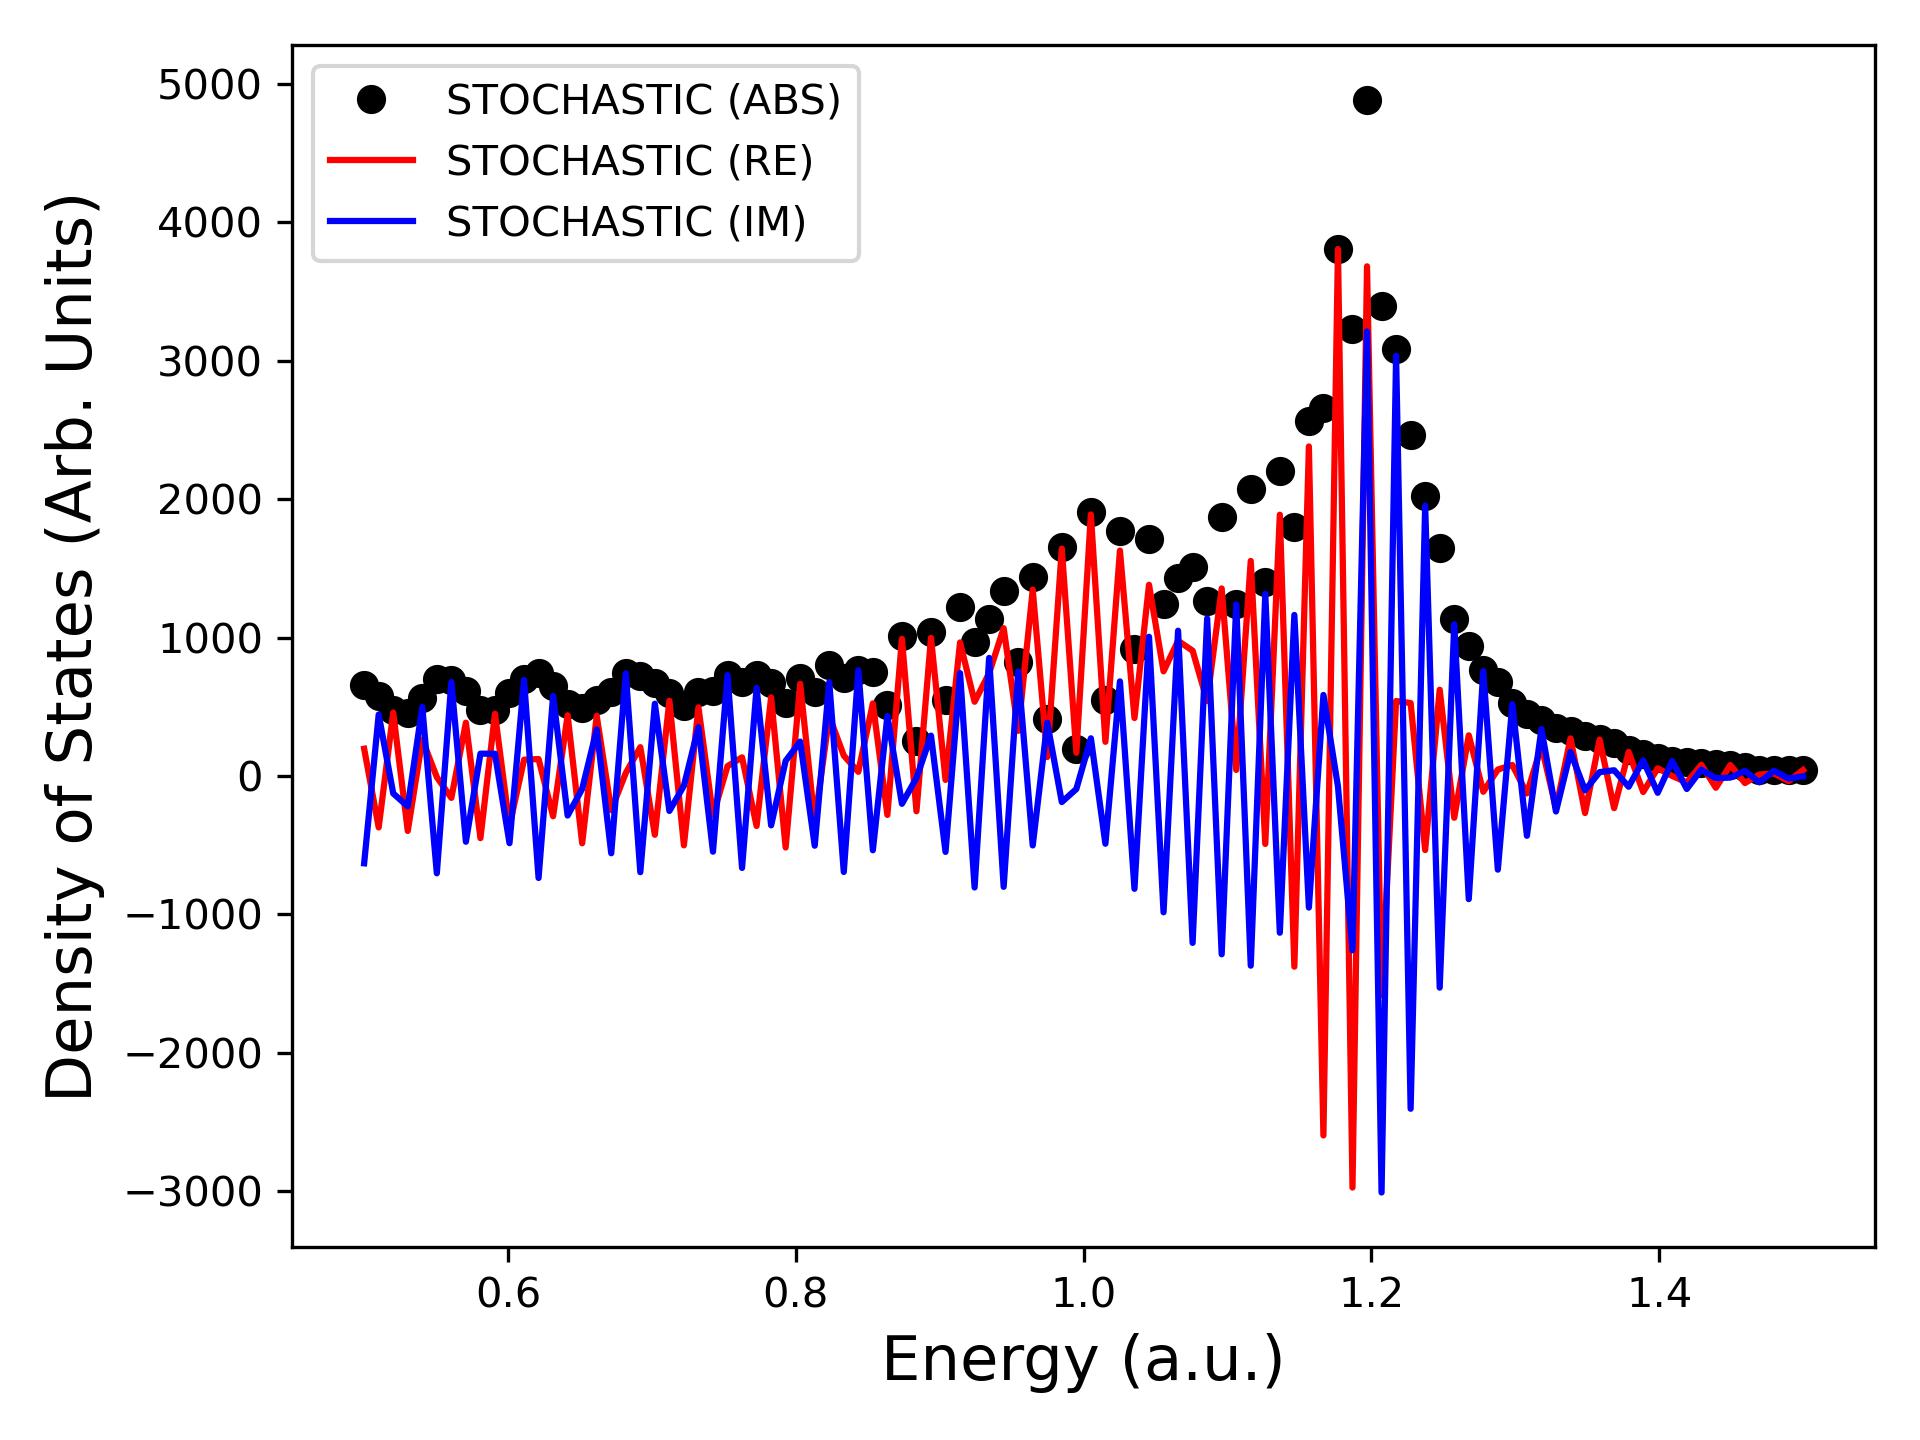 STOCHASTIC (ABS)
STOCHASTIC (RE)
STOCHASTIC (IM)
Density of States (Arb. Units)
5000
4000
3000
2000
1000
0
−1000
−2000
−3000
0.6 0.8 1.0 1.2 1.4
Energy (a.u.)